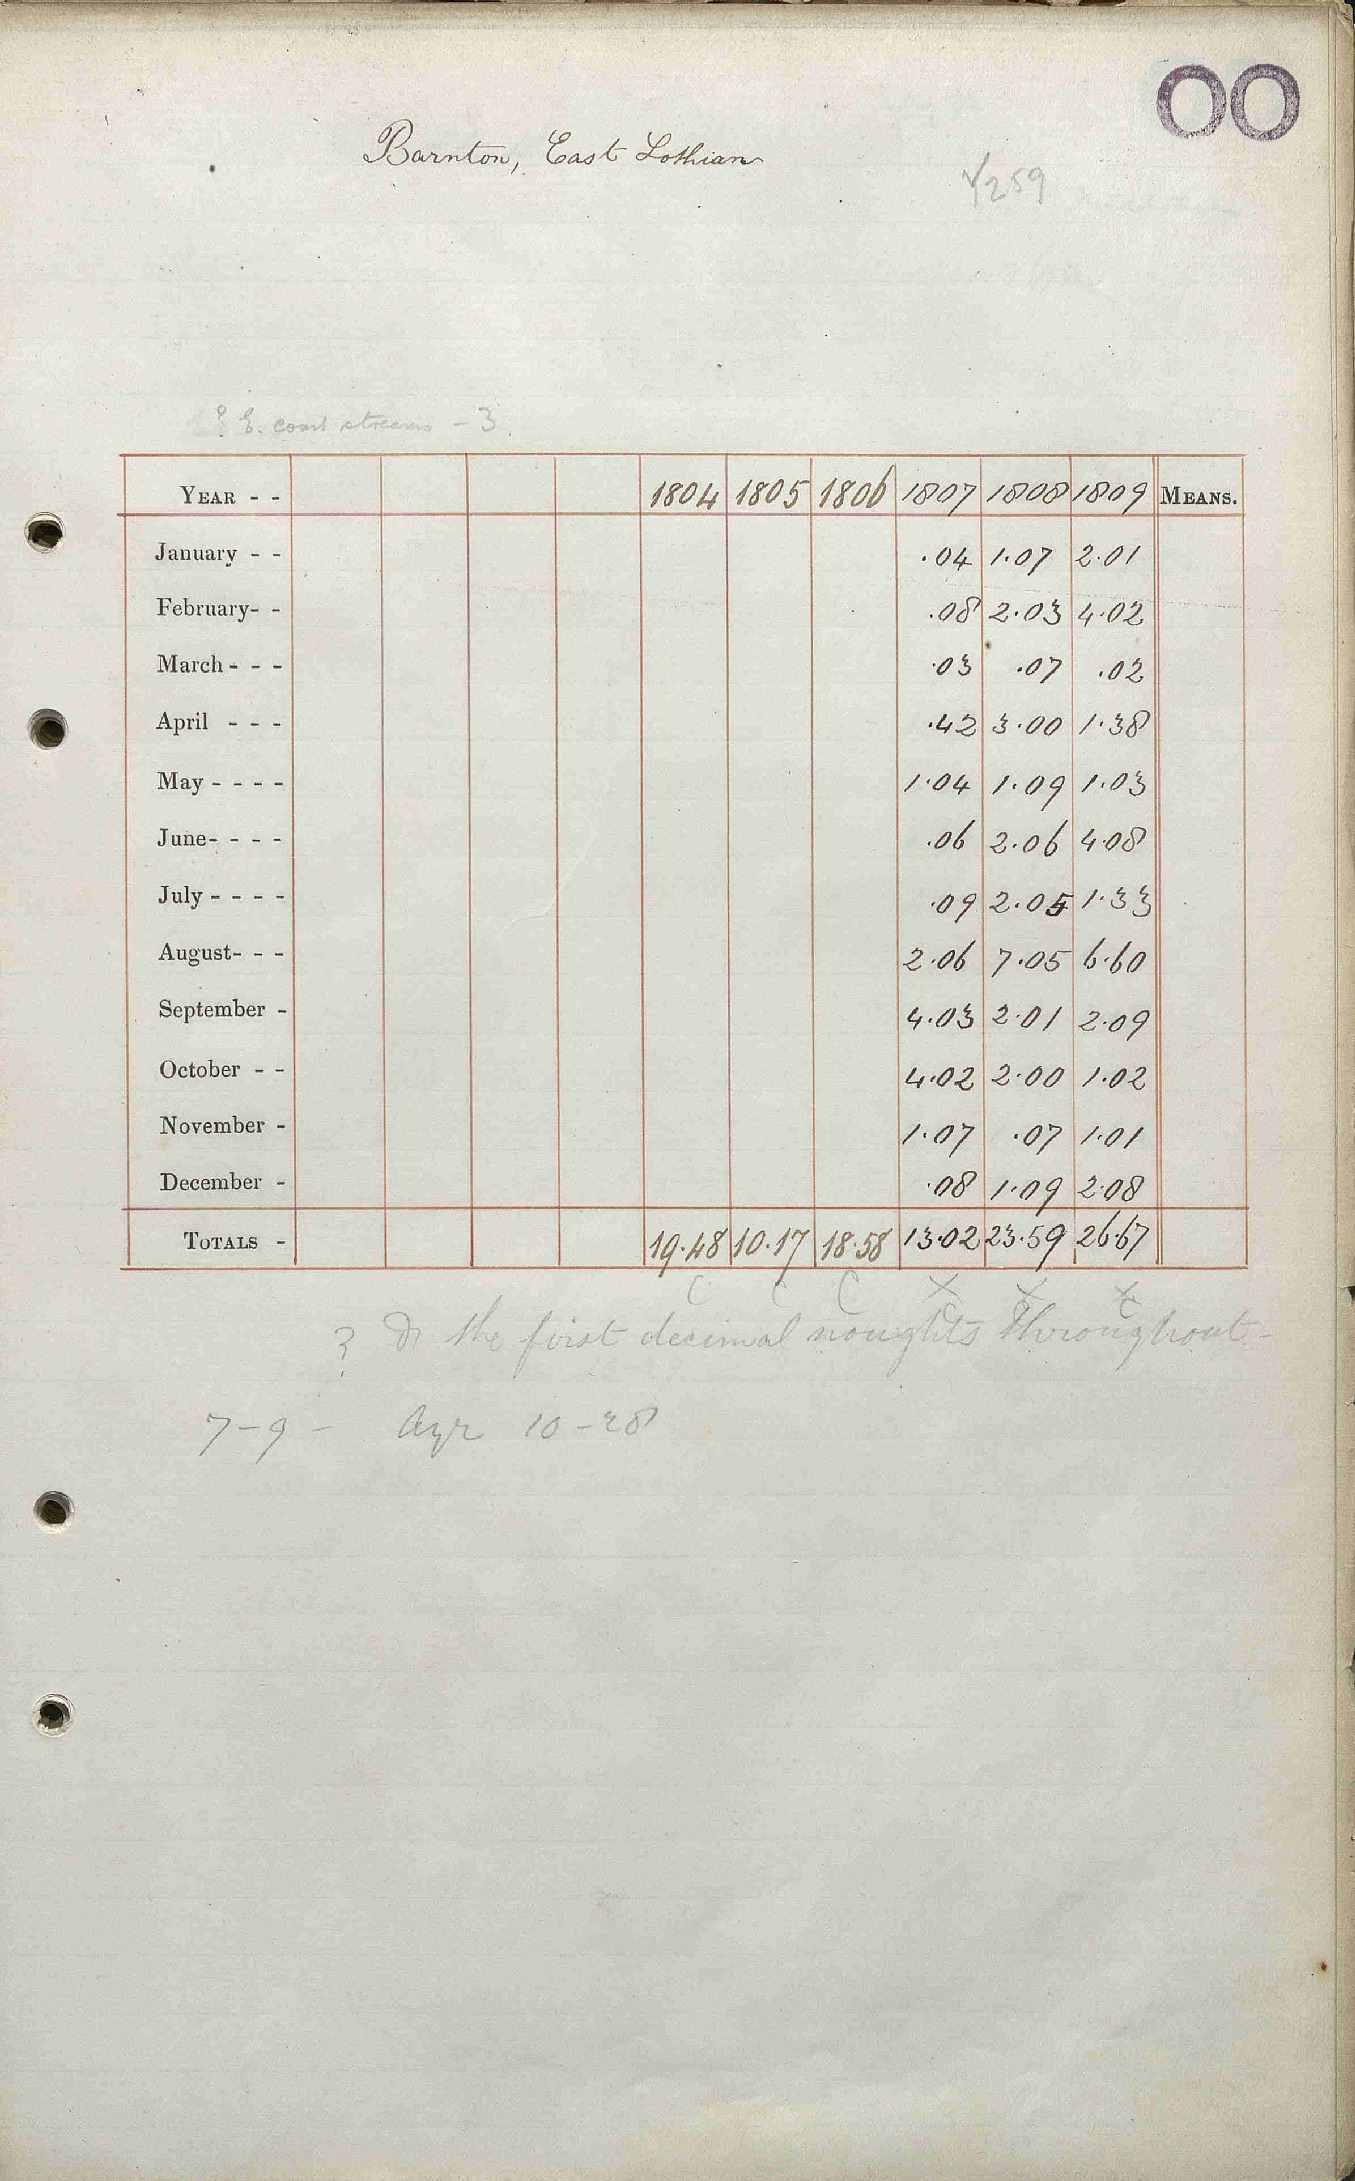 OO
Barnton, East Lothian
√259
E. coast streams - 3
YEAR - - 1804 1805 1806 1807 1808 1809 MEANS.
January - - .04 1.07 2.01
February- - .08 2.03 4.02
March - - - .03 .07 .02
April - - - .42 3.00 1.38
May - - - - 1.04 1.09 1.03
June- - - - .06 2.06 4.08
July - - - - .09 2.05 1.33
August- - - 2.06 7.05 6.60
September - 4.03 2.01 2.09
October - - 4.02 2.00 1.02
November - 1.07 .07 1.01
December - .08 1.09 2.08
TOTALS - 19.48 10.17 18.58 13.02 23.59 26.67
C C C X X X
C C
? the first decimal noughts throughout -
7-9 - Ayr 10-28